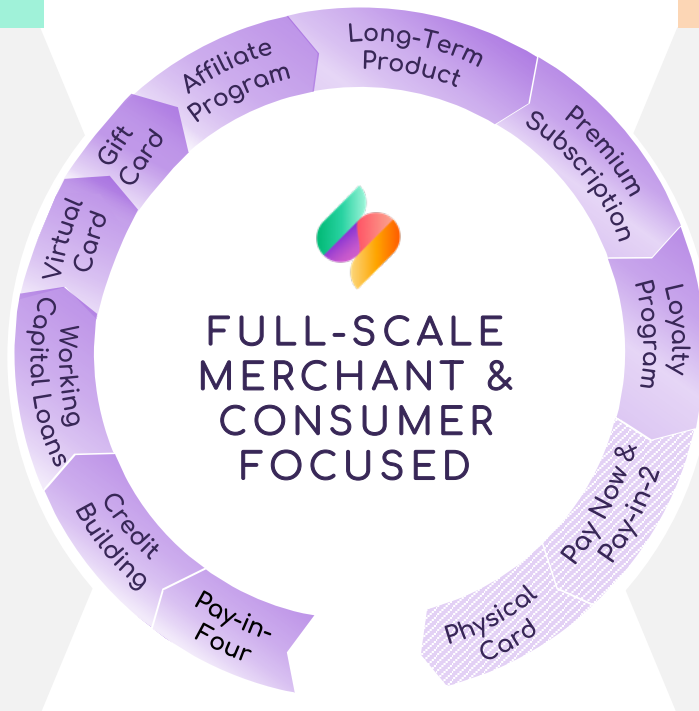 Long-Term
Product
Premium
Subscription
Loyalty
Program
Pay Now &
Pay-in-2
Physical
Card
Pay-in-
Four
Credit
Building
Working
Capital Loans
Virtual
Card
Gift
Card
Affiliate
Program
FULL-SCALE
MERCHANT &
CONSUMER
FOCUSED